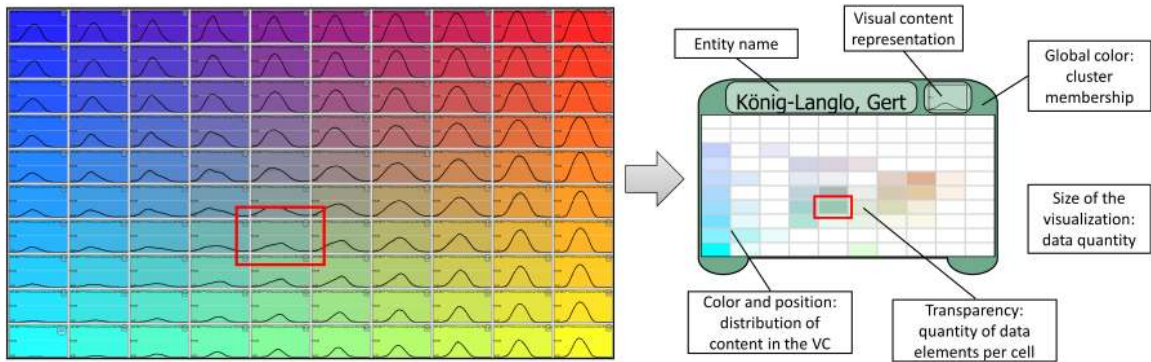 Entity name
Visual content
representation
Global color:
cluster
membership
König-Langlo, Gert
Size of the
visualization:
data quantity
Color and position:
distribution of
content in the VC
Transparency:
quantity of data
elements per cell